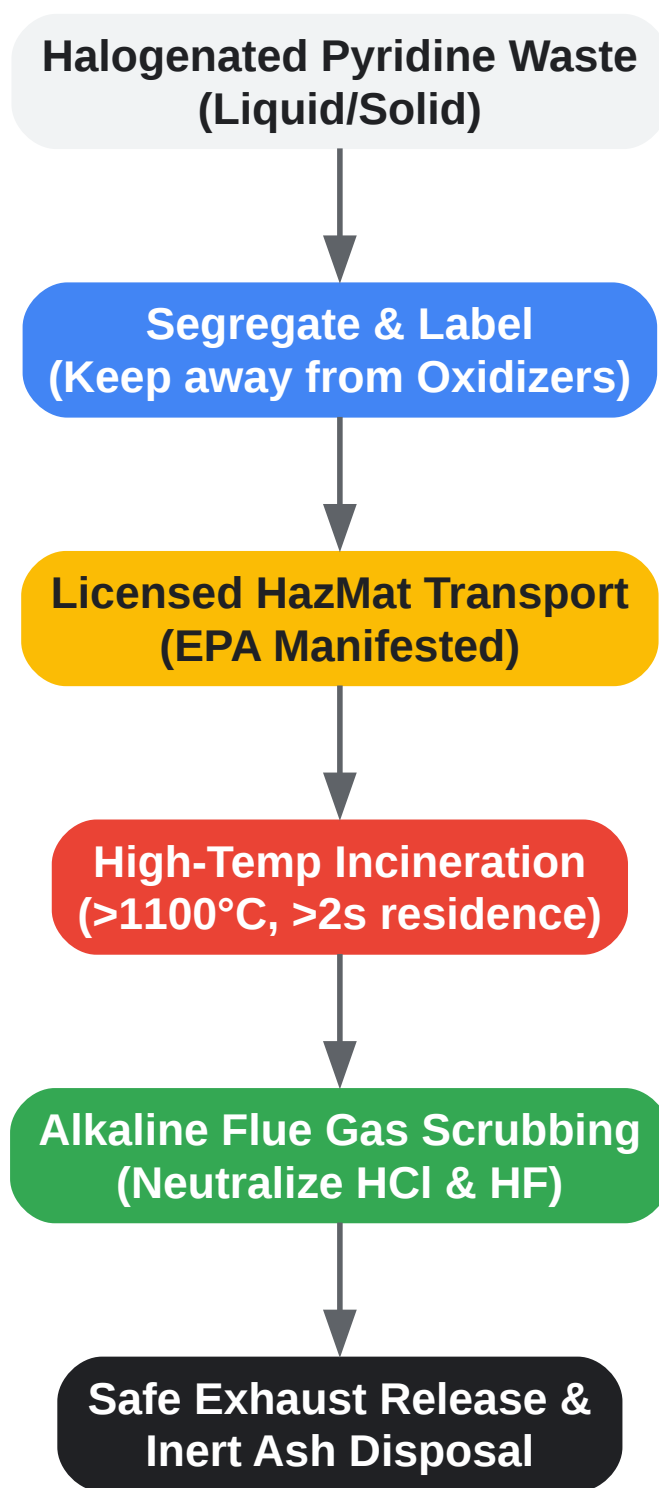 Halogenated Pyridine Waste
(Liquid/Solid)
Segregate & Label
(Keep away from Oxidizers)
Licensed HazMat Transport
(EPA Manifested)
High-Temp Incineration
(>1100°C, >2s residence)
Alkaline Flue Gas Scrubbing
(Neutralize HCl & HF)
Safe Exhaust Release &
Inert Ash Disposal